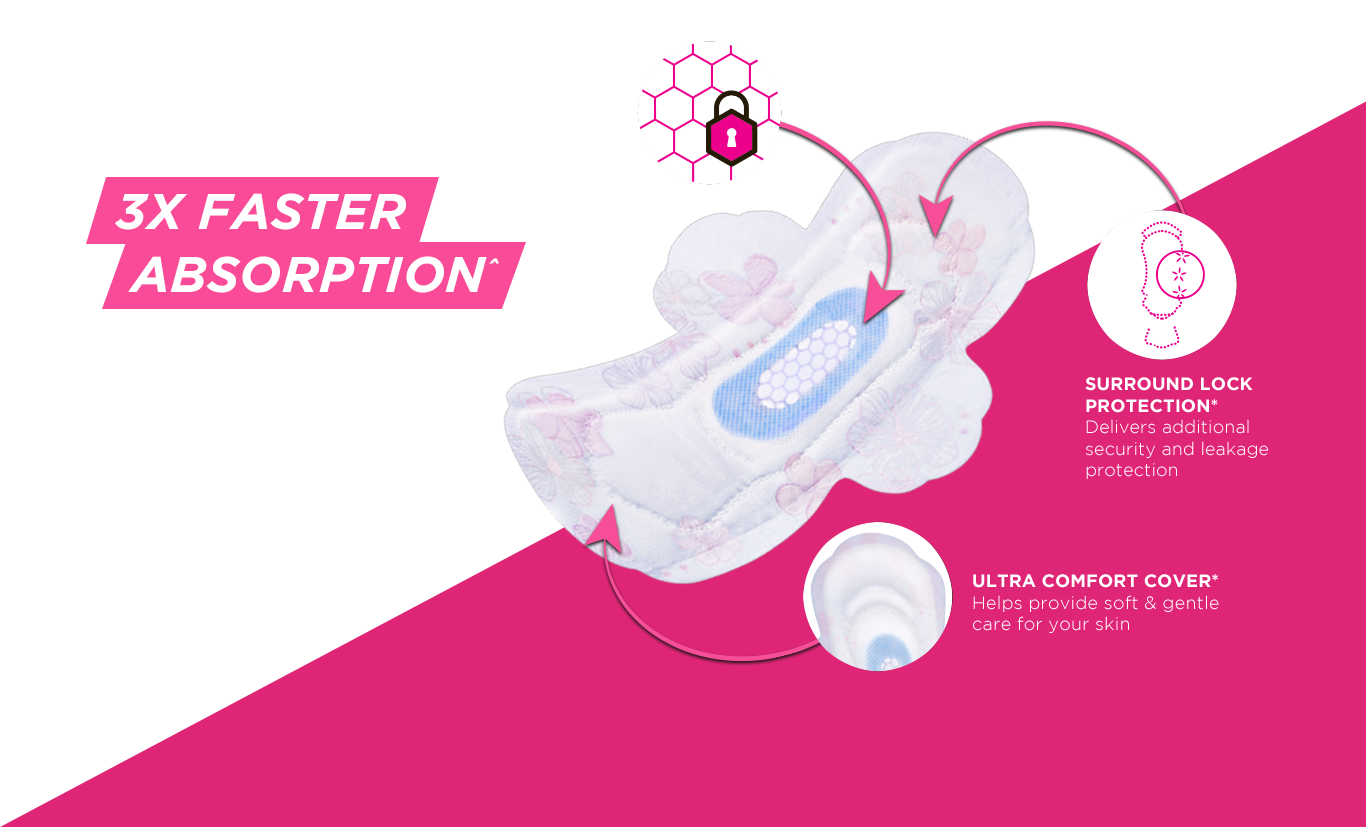 3X FASTER
ABSORPTION^
SURROUND LOCK
PROTECTION*
Delivers additional
security and leakage
protection
ULTRA COMFORT COVER*
Helps provide soft & gentle
care for your skin